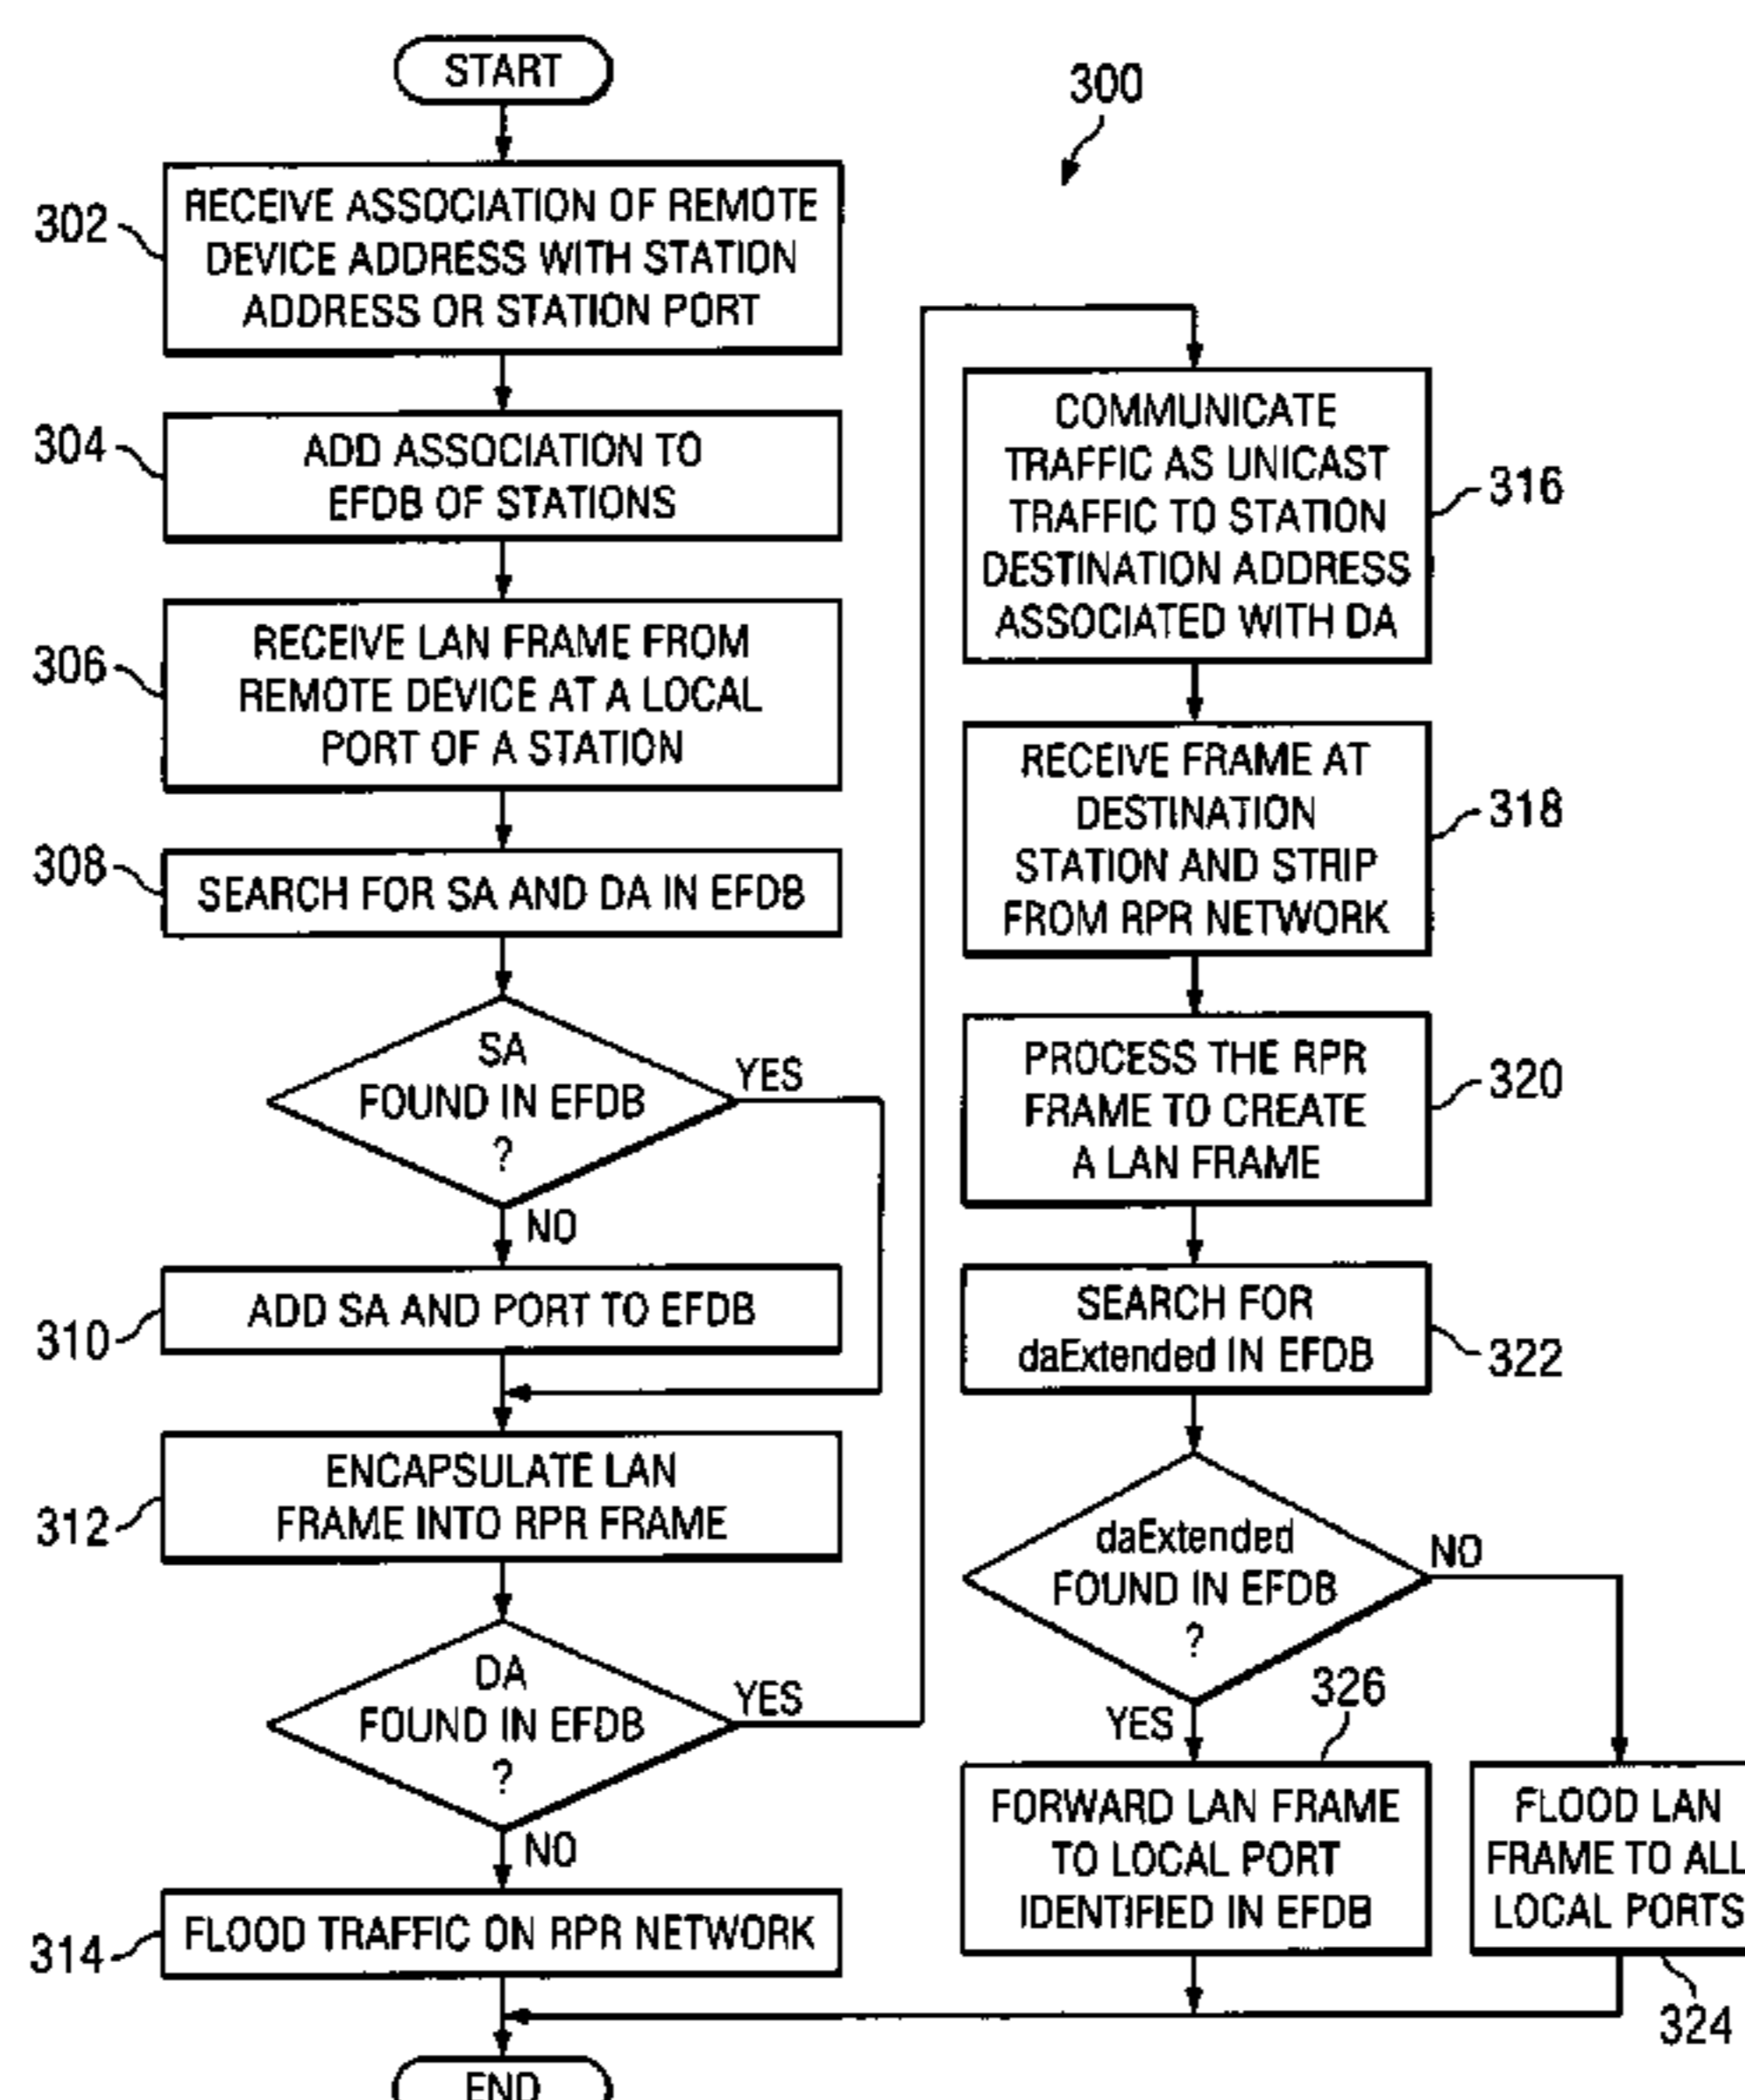 START
300
302
RECEIVE ASSOCIATION OF REMOTE
DEVICE ADDRESS WITH STATION
ADDRESS OR STATION PORT
304
ADD ASSOCIATION TO
EFDB OF STATIONS
306
RECEIVE LAN FRAME FROM
REMOTE DEVICE AT A LOCAL
PORT OF A STATION
308
SEARCH FOR SA AND DA IN EFDB
SA
FOUND IN EFDB
?
YES
NO
310
ADD SA AND PORT TO EFDB
312
ENCAPSULATE LAN
FRAME INTO RPR FRAME
DA
FOUND IN EFDB
?
YES
NO
314
FLOOD TRAFFIC ON RPR NETWORK
COMMUNICATE
TRAFFIC AS UNICAST
TRAFFIC TO STATION
DESTINATION ADDRESS
ASSOCIATED WITH DA
316
RECEIVE FRAME AT
DESTINATION
STATION AND STRIP
FROM RPR NETWORK
318
PROCESS THE RPR
FRAME TO CREATE
A LAN FRAME
320
SEARCH FOR
daExtended IN EFDB
322
daExtended
FOUND IN EFDB
?
NO
YES
326
FORWARD LAN FRAME
TO LOCAL PORT
IDENTIFIED IN EFDB
FLOOD LAN
FRAME TO ALL
LOCAL PORTS
324
END